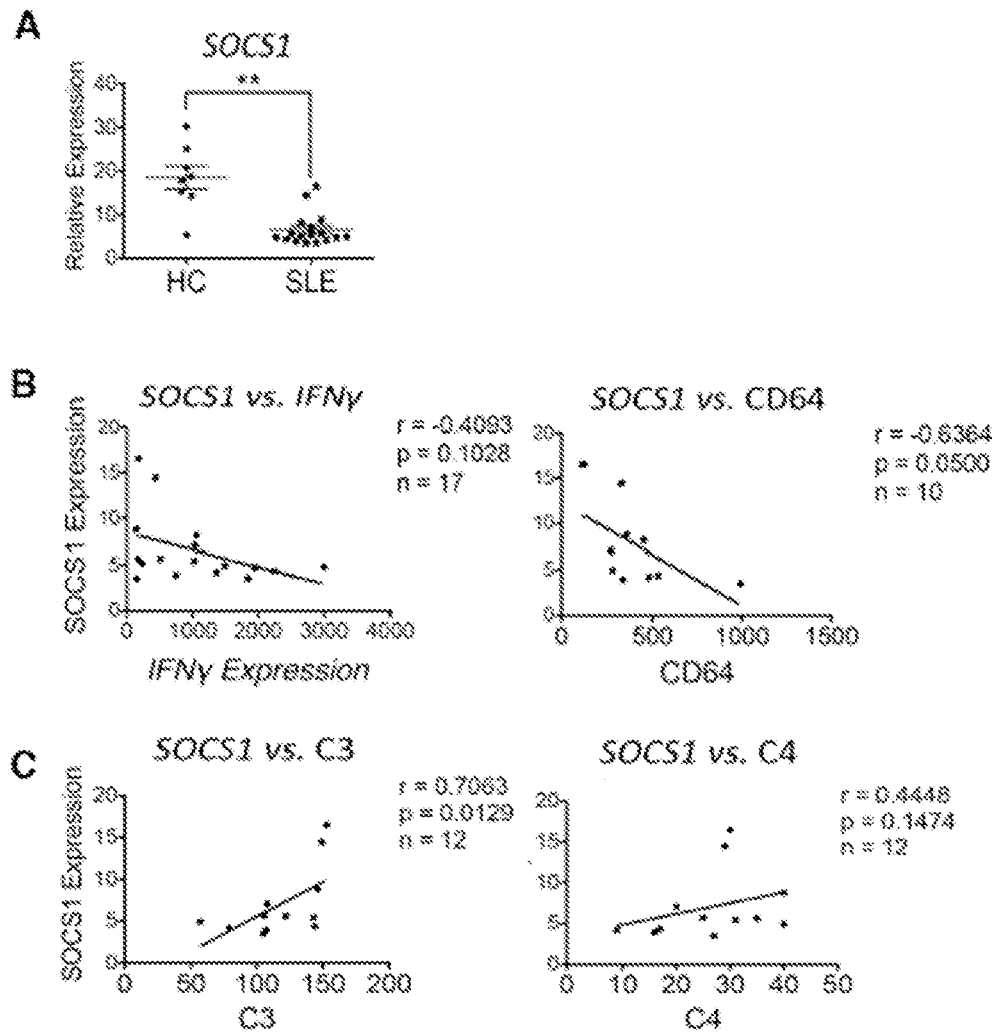 A
SOCS1
**
Relative Expression
40
30
20
10
0
HC
SLE
B
SOCS1 vs. IFNγ
r = -0.4093
p = 0.1028
n = 17
SOCS1 Expression
20
15
10
5
0
0 1000 2000 3000 4000
IFNγ Expression
SOCS1 vs. CD64
r = -0.6364
p = 0.0500
n = 10
20
15
10
5
0
0 500 1000 1500
CD64
C
SOCS1 vs. C3
r = 0.7063
p = 0.0129
n = 12
SOCS1 Expression
20
15
10
5
0
0 50 100 150 200
C3
SOCS1 vs. C4
r = 0.4448
p = 0.1474
n = 12
20
15
10
5
0
0 10 20 30 40 50
C4